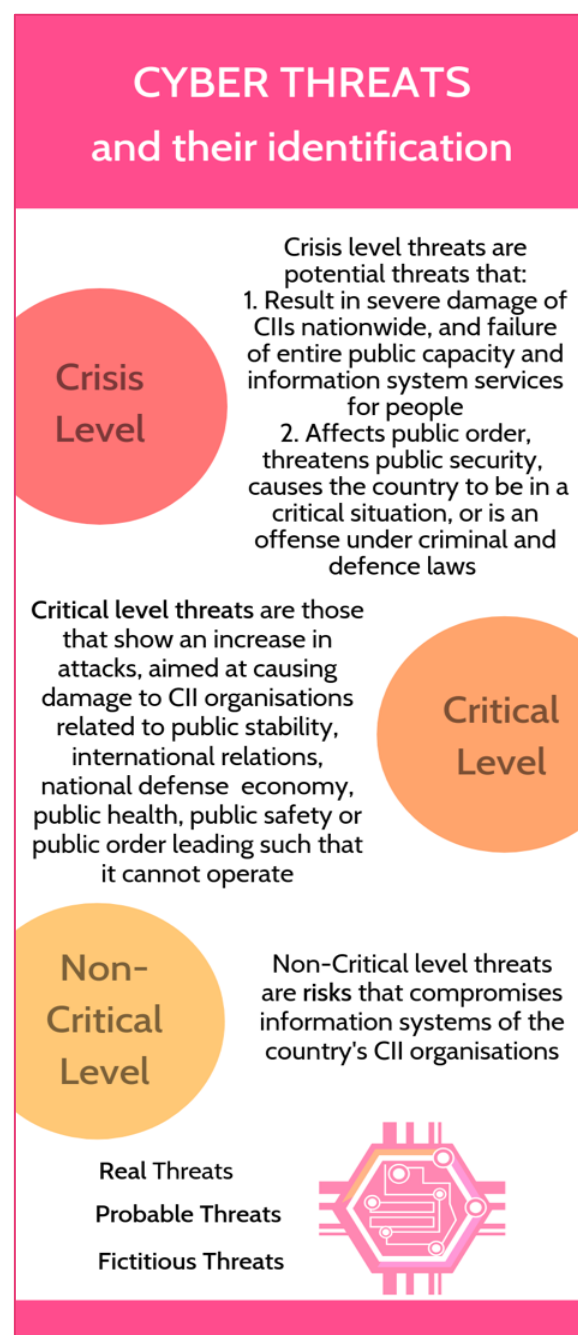 CYBER THREATS
and their identification
Crisis level threats are
potential threats that:
1. Result in severe damage of
CIIs nationwide, and failure
of entire public capacity and
information system services
for people
2. Affects public order,
threatens public security,
causes the country to be in a
critical situation, or is an
offense under criminal and
defence laws
Crisis
Level
Critical level threats are those
that show an increase in
attacks, aimed at causing
damage to CII organisations
related to public stability,
international relations,
national defense economy,
public health, public safety or
public order leading such that
it cannot operate
Critical
Level
Non-
Critical
Level
Non-Critical level threats
are risks that compromises
information systems of the
country's CII organisations
Real Threats
Probable Threats
Fictitious Threats